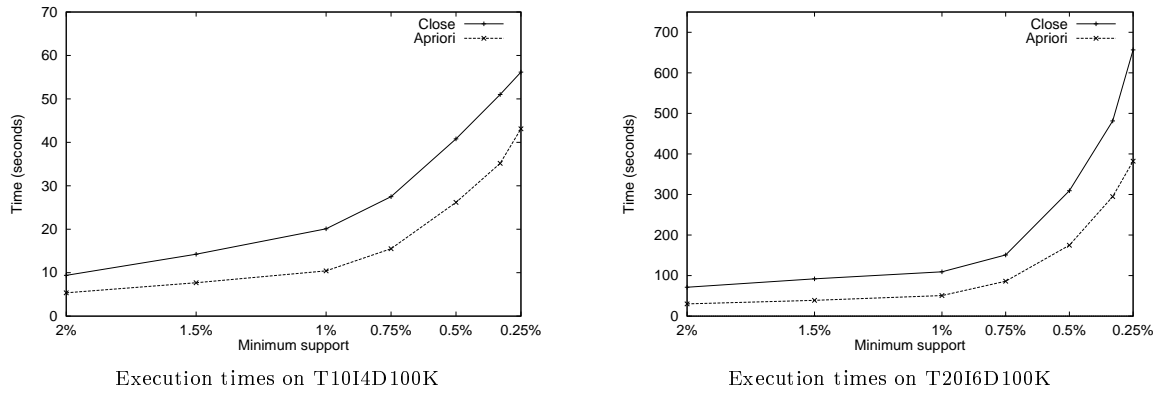 70
60
50
40
30
20
10
0
Time (seconds)
Close
Apriori
2%
1.5%
1%
0.75%
0.5%
0.25%
Minimum support
Execution times on T10I4D100K
700
600
500
400
300
200
100
0
Time (seconds)
Close
Apriori
2%
1.5%
1%
0.75%
0.5%
0.25%
Minimum support
Execution times on T20I6D100K